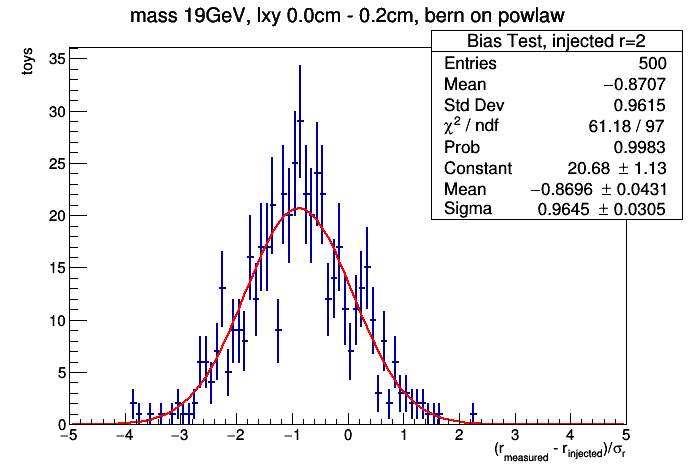 mass 19GeV, lxy 0.0cm - 0.2cm, bern on powlaw
Bias Test, injected r=2
Entries 500
Mean −0.8707
Std Dev 0.9615
χ² / ndf 61.18 / 97
Prob 0.9983
Constant 20.68 ± 1.13
Mean −0.8696 ± 0.0431
Sigma 0.9645 ± 0.0305
toys
35
30
25
20
15
10
5
0
−5 −4 −3 −2 −1 0 1 2 3 4 5
(r_measured - r_injected)/σ_r